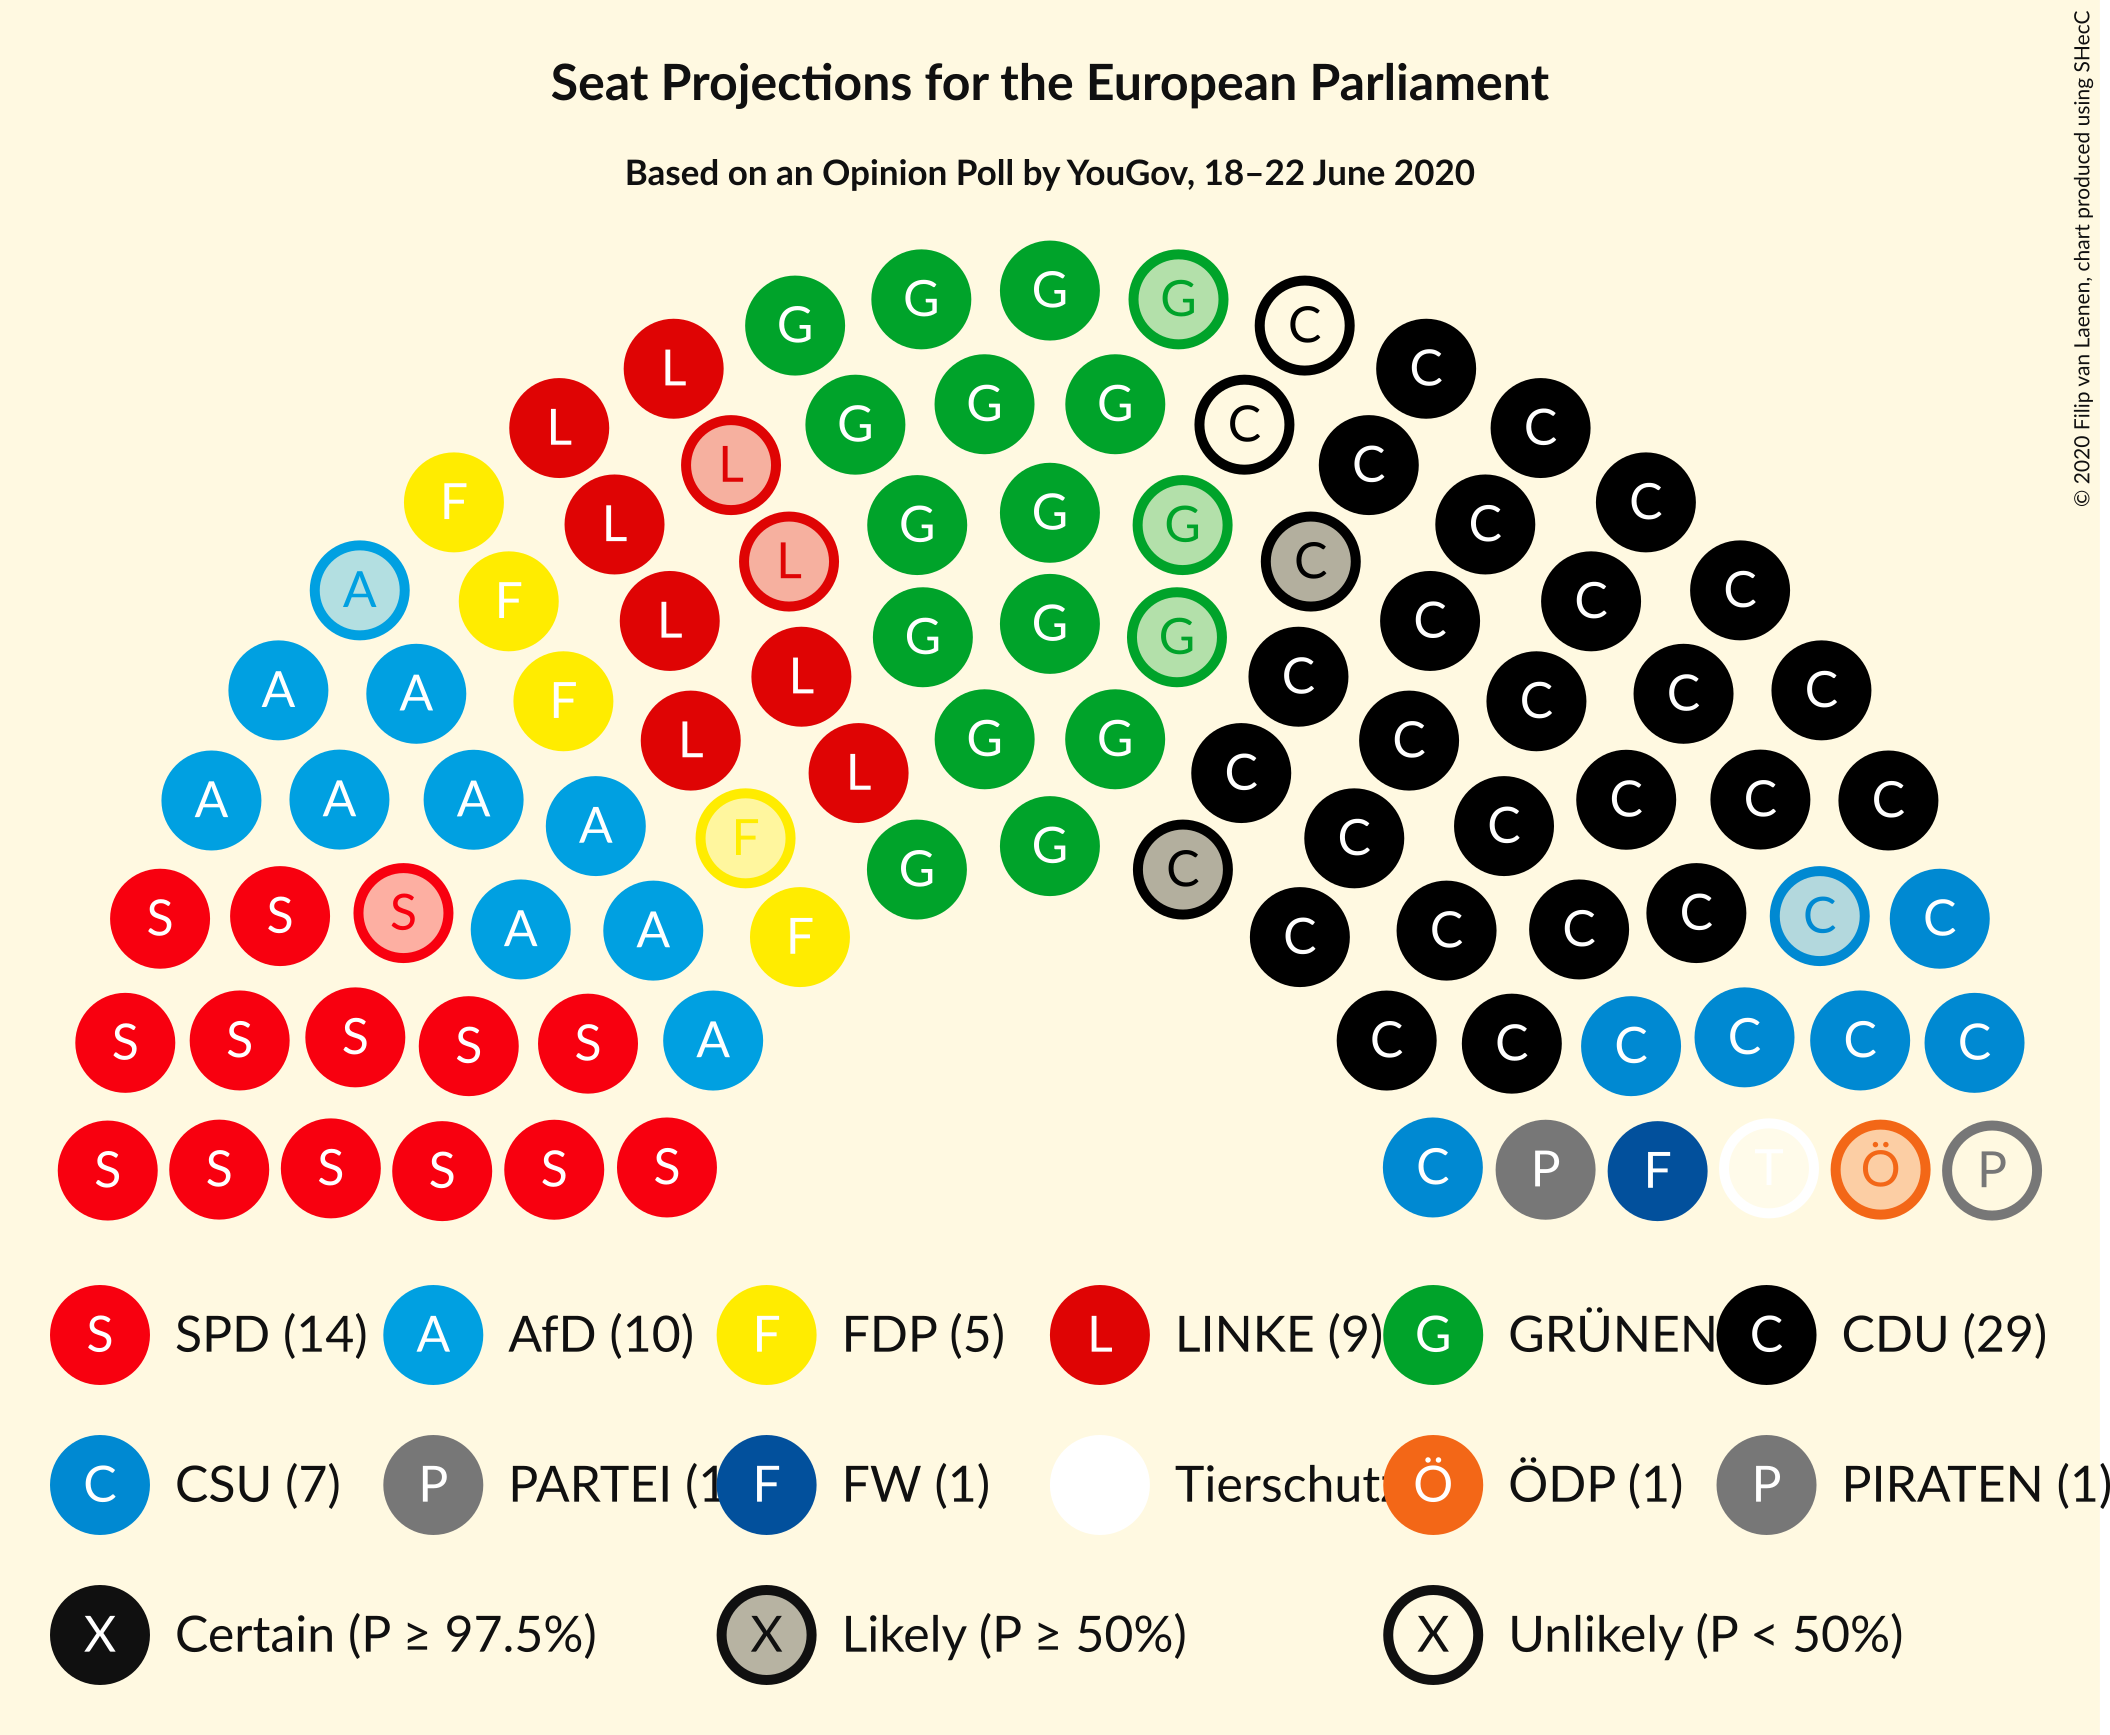 Seat Projections for the European Parliament
Based on an Opinion Poll by YouGov, 18–22 June 2020
© 2020 Filip van Laenen, chart produced using SHecC
G G G G C
L G G G C C
L L G G G C C C
F L L G G G C C C
A F L G C C C C
A A F L L G G C C C C C
A A A A F L G G C C C C C C
S S S A A F C C C C C C
S S S S S A C C C C C C
S S S S S S C P F T Ö P
S SPD (14) A AfD (10) F FDP (5) L LINKE (9) G GRÜNEN C CDU (29)
C CSU (7) P PARTEI (1 F FW (1) Tierschutz Ö ÖDP (1) P PIRATEN (1)
X Certain (P ≥ 97.5%) X Likely (P ≥ 50%) X Unlikely (P < 50%)